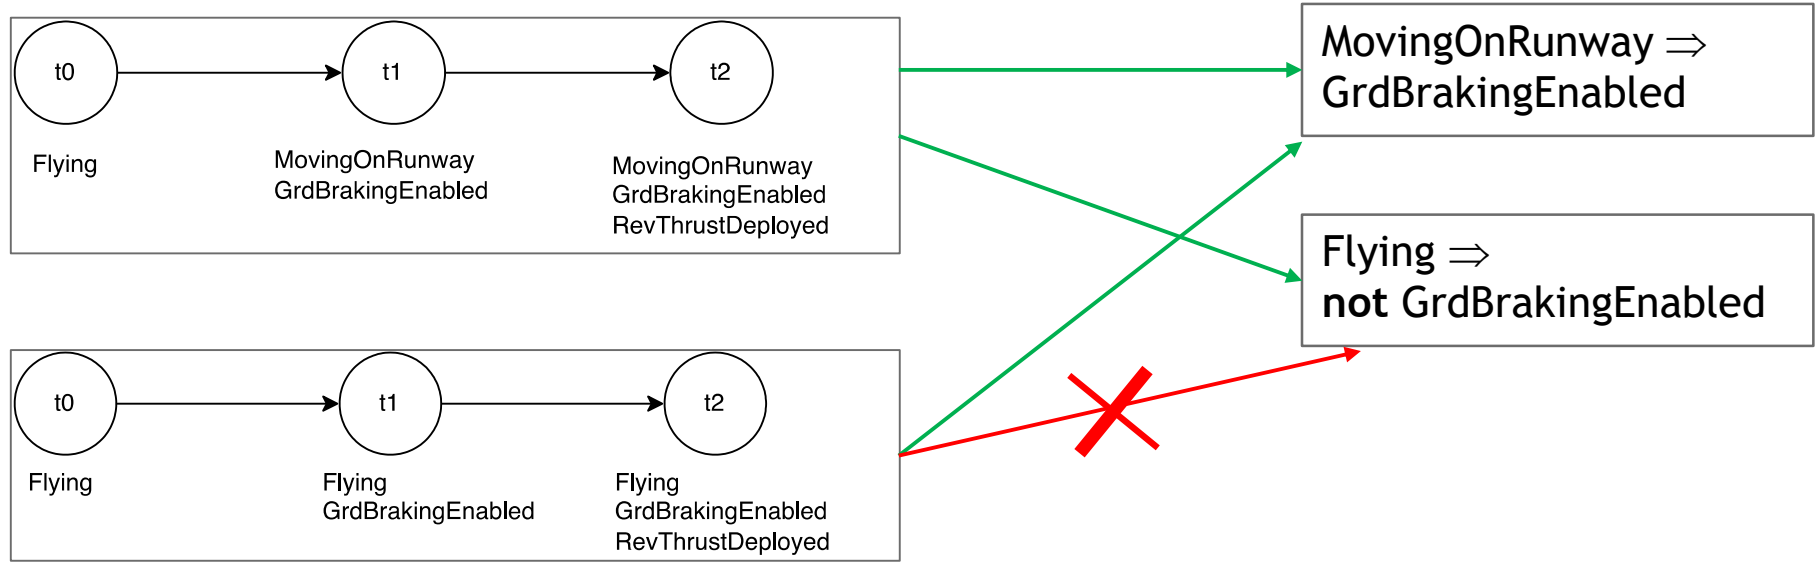 t0
t1
t2
Flying
MovingOnRunway
GrdBrakingEnabled
MovingOnRunway
GrdBrakingEnabled
RevThrustDeployed
MovingOnRunway ⇒
GrdBrakingEnabled
Flying ⇒
not GrdBrakingEnabled
t0
t1
t2
Flying
Flying
GrdBrakingEnabled
Flying
GrdBrakingEnabled
RevThrustDeployed